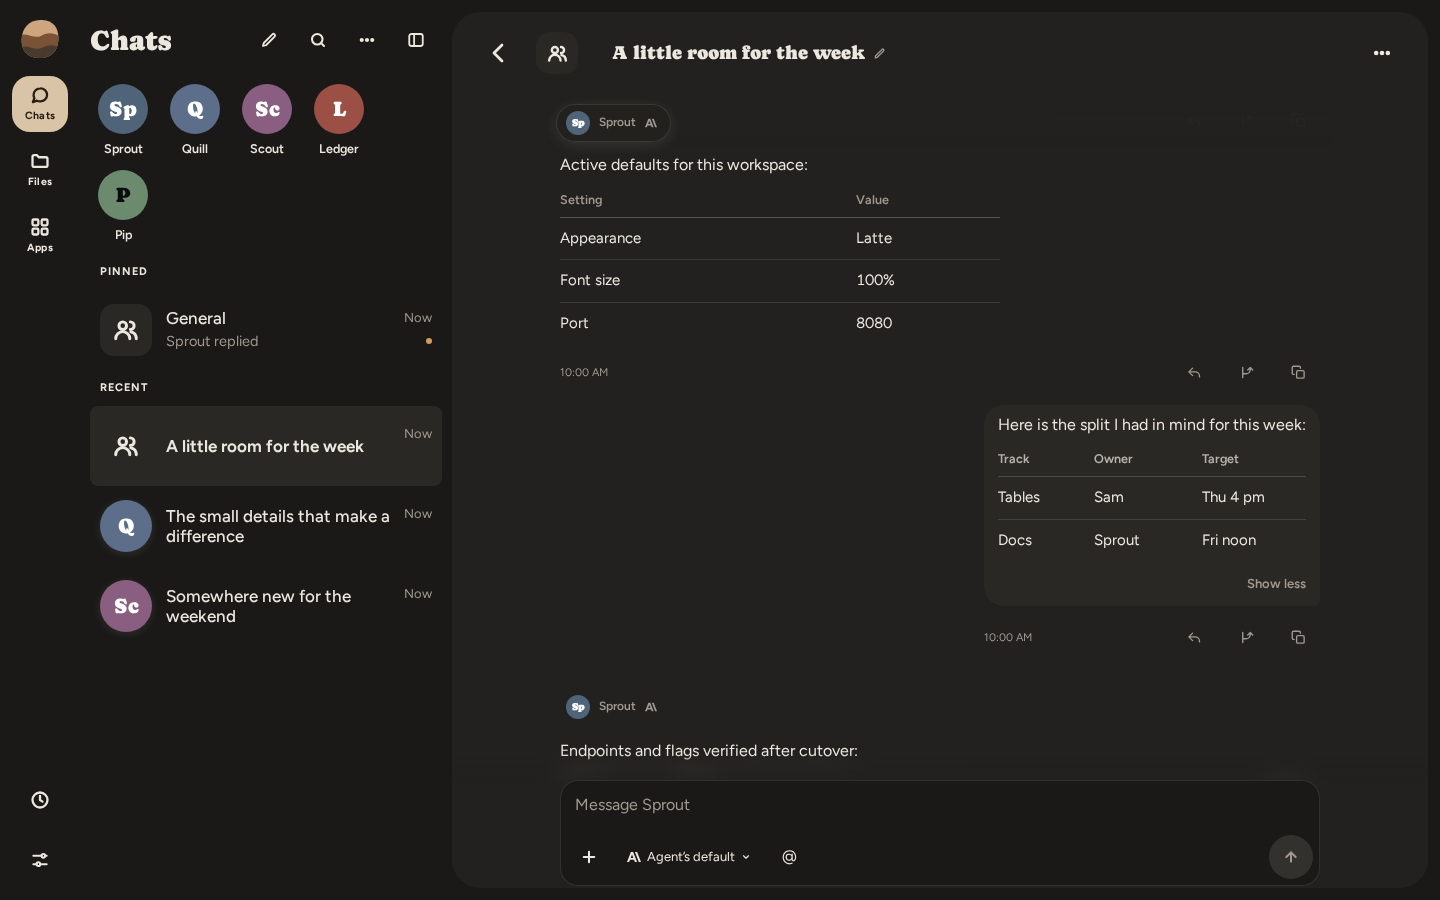 Chats
Chats
Files
Apps
Sp
Sprout
Q
Quill
Sc
Scout
L
Ledger
P
Pip
PINNED
General
Now
Sprout replied
RECENT
A little room for the week
Now
Q
The small details that make a difference
Now
Sc
Somewhere new for the weekend
Now
A little room for the week
Sp Sprout
Active defaults for this workspace:
Setting Value
Appearance Latte
Font size 100%
Port 8080
10:00 AM
Here is the split I had in mind for this week:
Track Owner Target
Tables Sam Thu 4 pm
Docs Sprout Fri noon
Show less
10:00 AM
Sp Sprout
Endpoints and flags verified after cutover:
Message Sprout
Agent's default
@